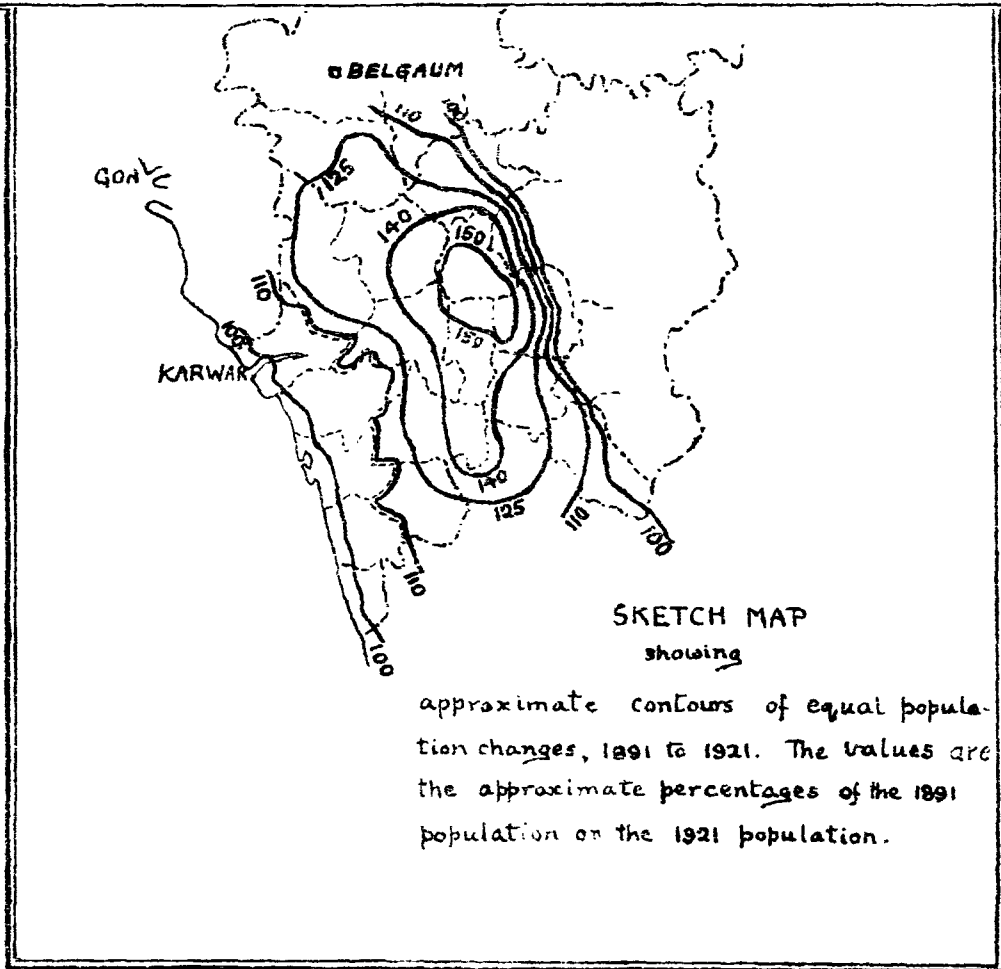 BELGAUM
110
100
GOA
125
140
150
110
150
100
KARWAR
140
125
110
100
110
100
SKETCH MAP
showing
approximate contours of equal popula-
tion changes, 1891 to 1921. The values are
the approximate percentages of the 1891
population on the 1921 population.